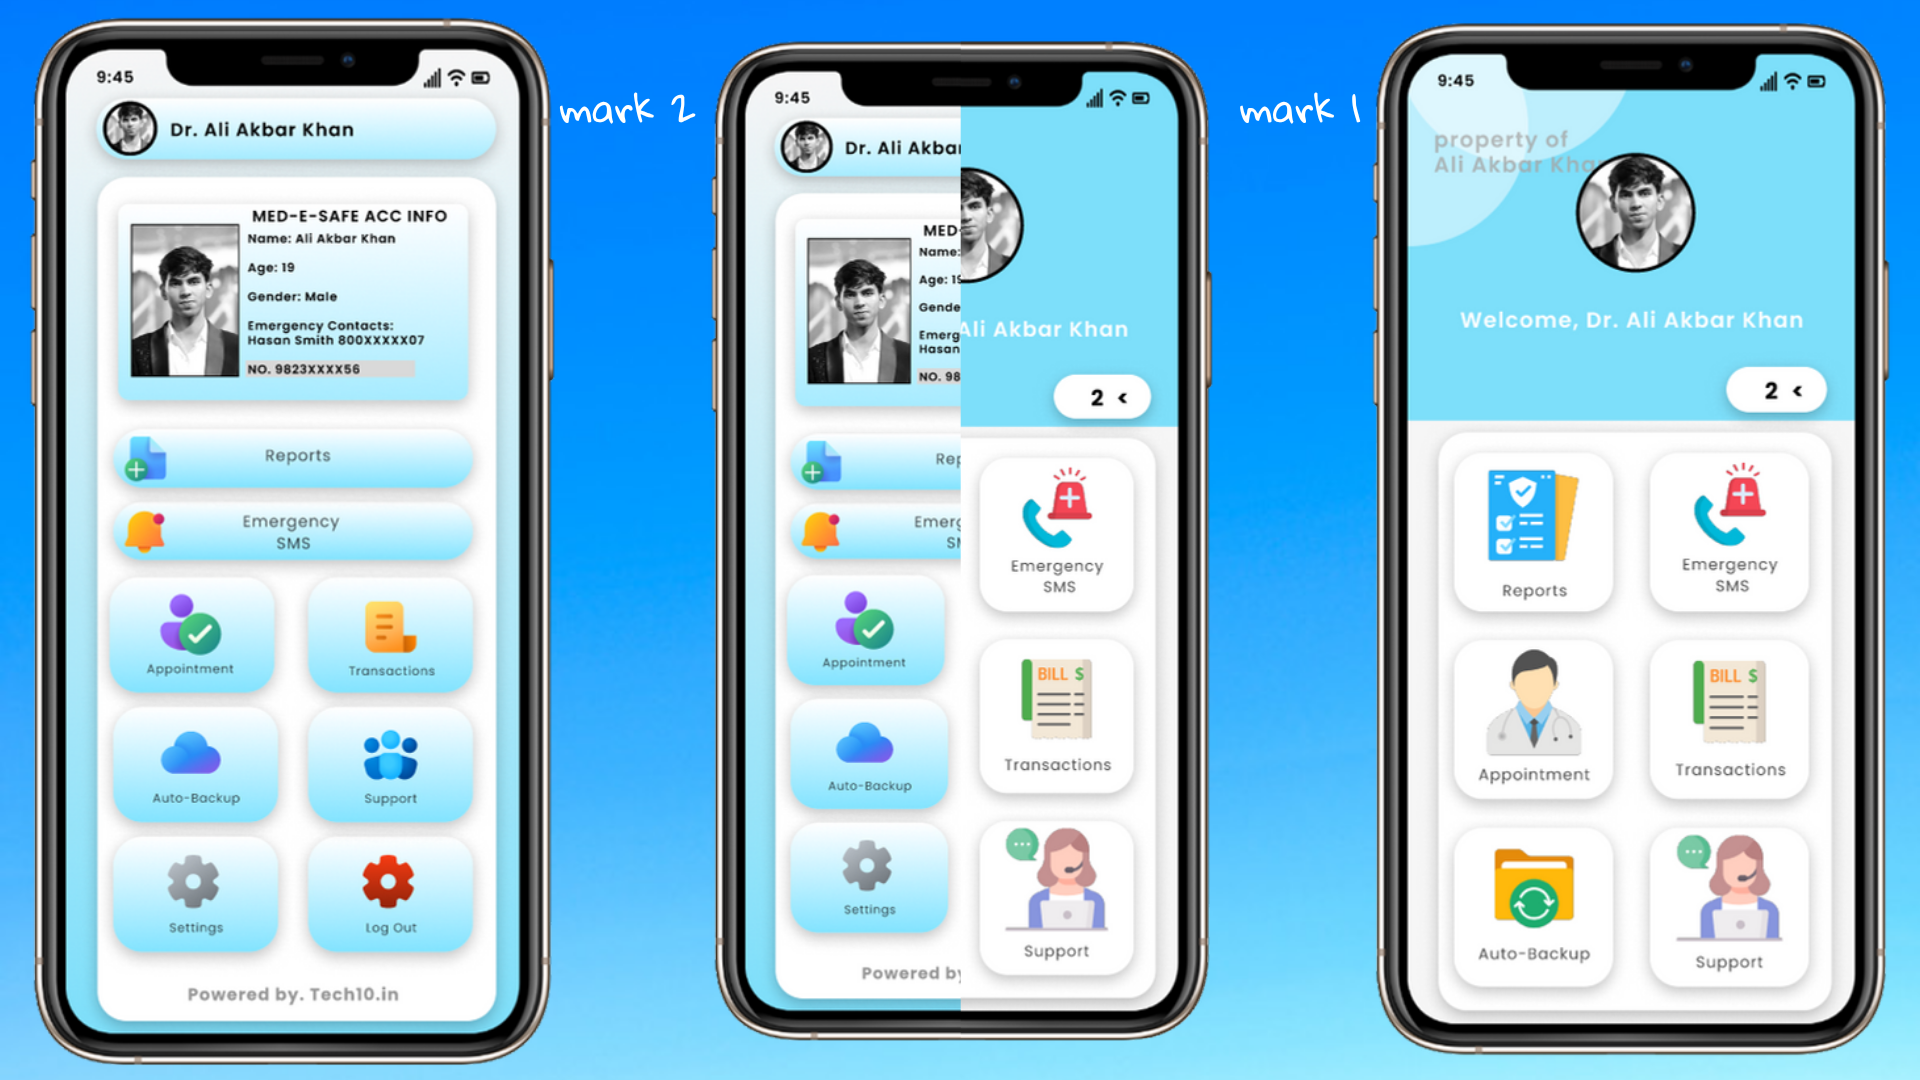 9:45
Dr. Ali Akbar Khan
MED-E-SAFE ACC INFO
Name: Ali Akbar Khan
Age: 19
Gender: Male
Emergency Contacts:
Hasan Smith 800XXXXX07
NO. 9823XXXX56
Reports
Emergency
SMS
Appointment
Transactions
Auto-Backup
Support
Settings
Log Out
Powered by. Tech10.in
mark 2
9:45
Dr. Ali Akba
MED-
Name:
Age: 19
Gende
Emerg
Hasan
NO. 98
Ali Akbar Khan
2 <
Rep
Emerg
SM
Emergency
SMS
Appointment
BILL $
Transactions
Auto-Backup
Settings
Support
Powered by
mark 1
9:45
property of
Ali Akbar Kha
Welcome, Dr. Ali Akbar Khan
2 <
Reports
Emergency
SMS
Appointment
BILL $
Transactions
Auto-Backup
Support